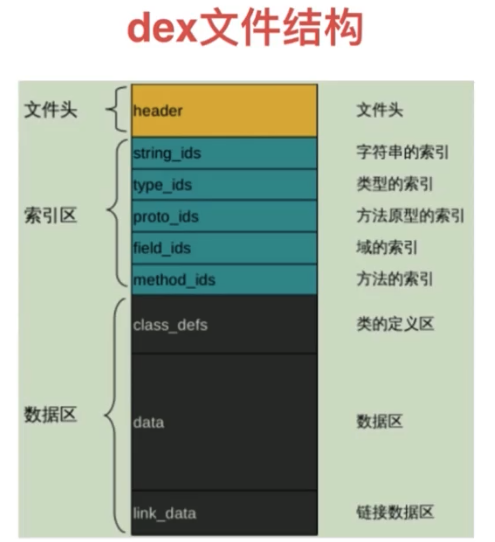 dex文件结构
文件头 header 文件头
string_ids 字符串的索引
type_ids 类型的索引
索引区 proto_ids 方法原型的索引
field_ids 域的索引
method_ids 方法的索引
class_defs 类的定义区
数据区 data 数据区
link_data 链接数据区